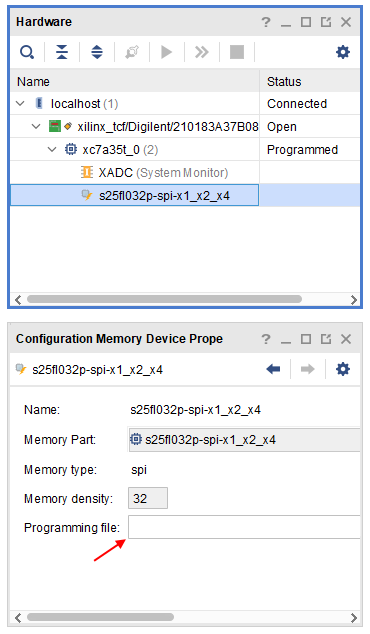 Hardware
Name Status
localhost (1) Connected
xilinx_tcf/Digilent/210183A37B08 Open
xc7a35t_0 (2) Programmed
XADC (System Monitor)
s25fl032p-spi-x1_x2_x4
Configuration Memory Device Prope
s25fl032p-spi-x1_x2_x4
Name: s25fl032p-spi-x1_x2_x4
Memory Part: s25fl032p-spi-x1_x2_x4
Memory type: spi
Memory density: 32
Programming file: